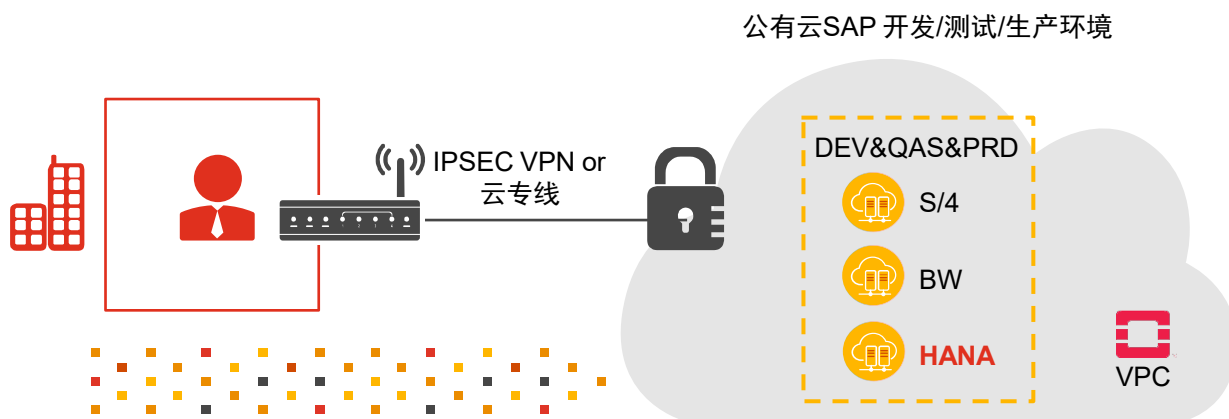 公有云SAP 开发/测试/生产环境
IPSEC VPN or
云专线
DEV&QAS&PRD
S/4
BW
HANA
VPC